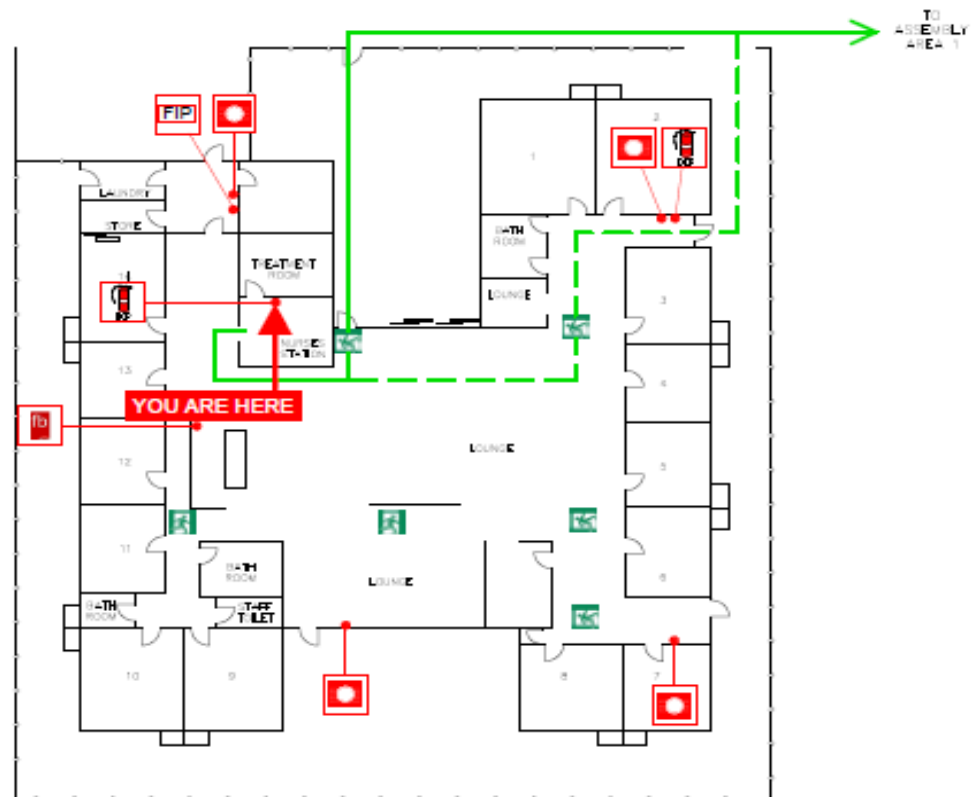 TO
ASSEMBLY
AREA 1
FIP
2
1
LAUNDRY
STORE
BATH
ROOM
TREATMENT
ROOM
LOUNGE
3
NURSES
STATION
13
4
YOU ARE HERE
fb
LOUNGE
12
5
11
6
BATH
ROOM
LOUNGE
BATH
ROOM
STAFF
TOILET
10
9
8
7